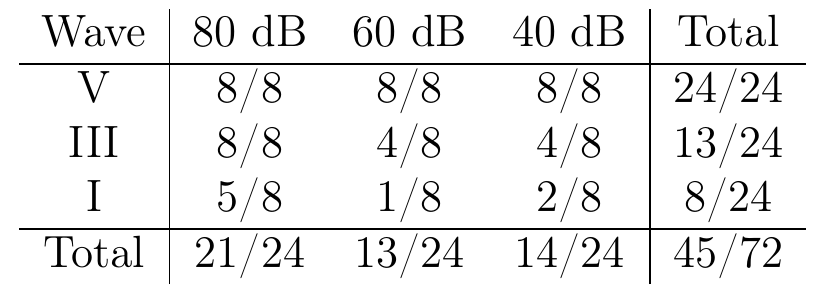 Wave 80 dB 60 dB 40 dB Total
V 8/8 8/8 8/8 24/24
III 8/8 4/8 4/8 13/24
I 5/8 1/8 2/8 8/24
Total 21/24 13/24 14/24 45/72